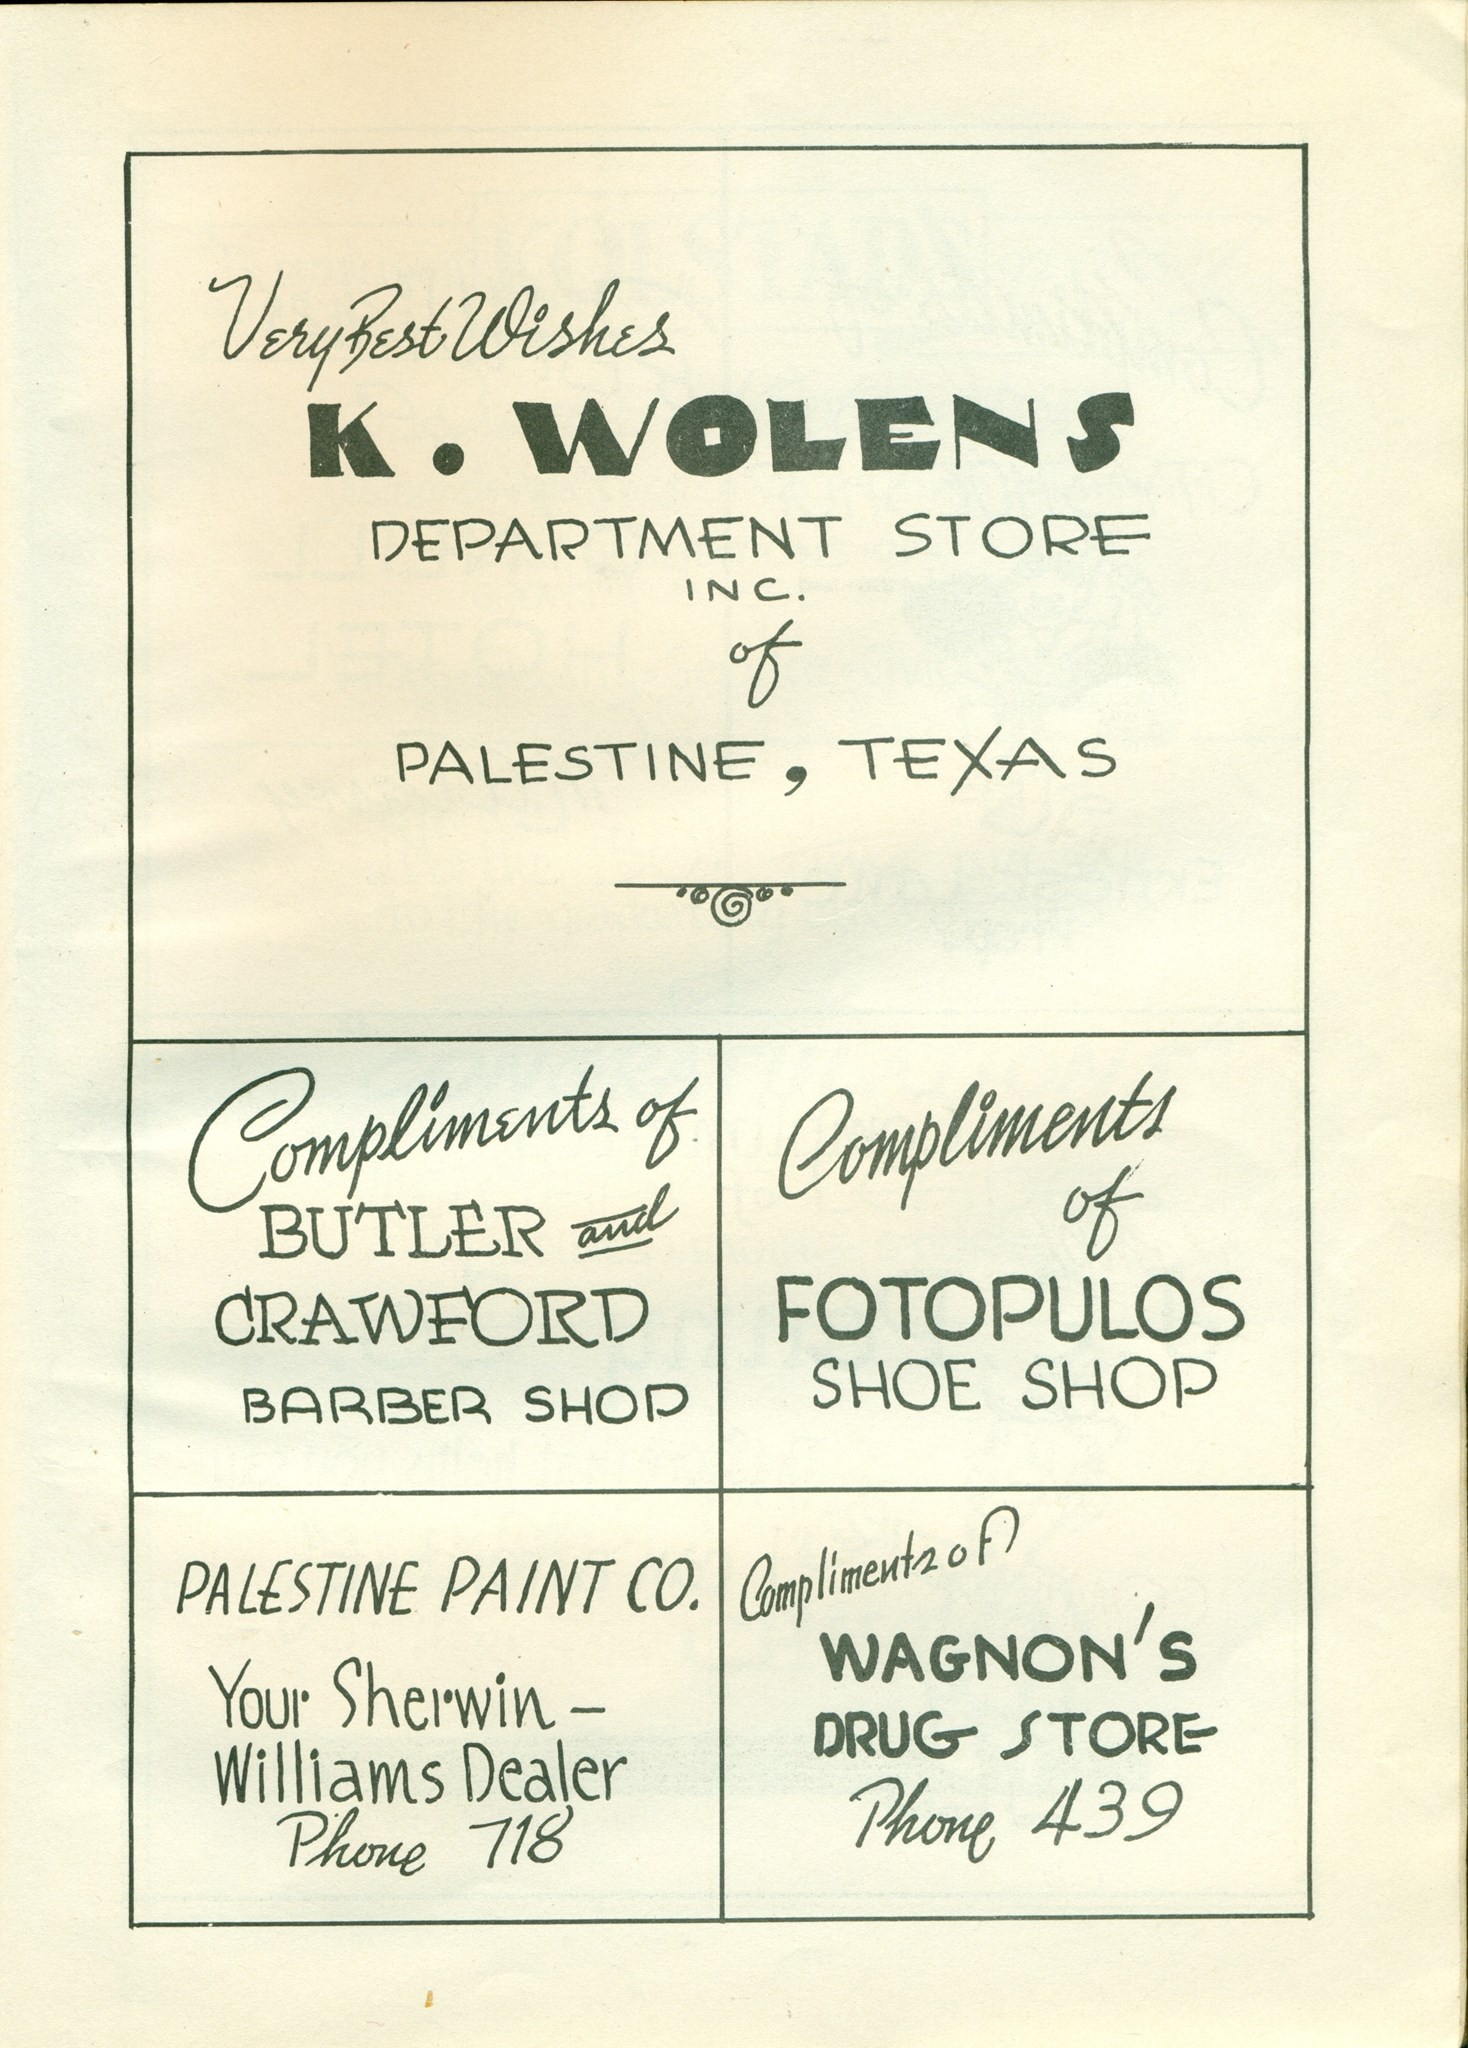 Very Best Wishes
K. WOLENS
DEPARTMENT STORE
INC.
of
PALESTINE, TEXAS
Compliments of
BUTLER and
CRAWFORD
BARBER SHOP
Compliments
of
FOTOPULOS
SHOE SHOP
PALESTINE PAINT CO.
Your Sherwin-
Williams Dealer
Phone 718
Compliments of
WAGNON'S
DRUG STORE
Phone 439